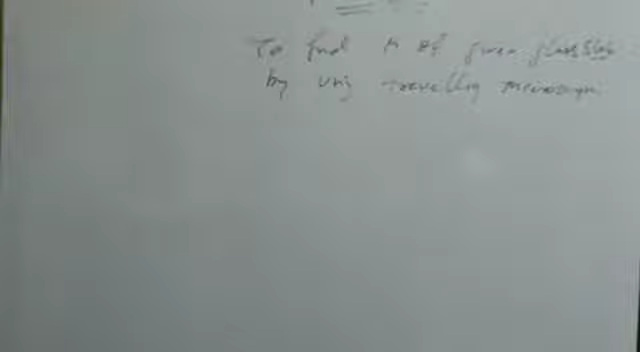 To find μ of given glass slab
by using travelling microscope